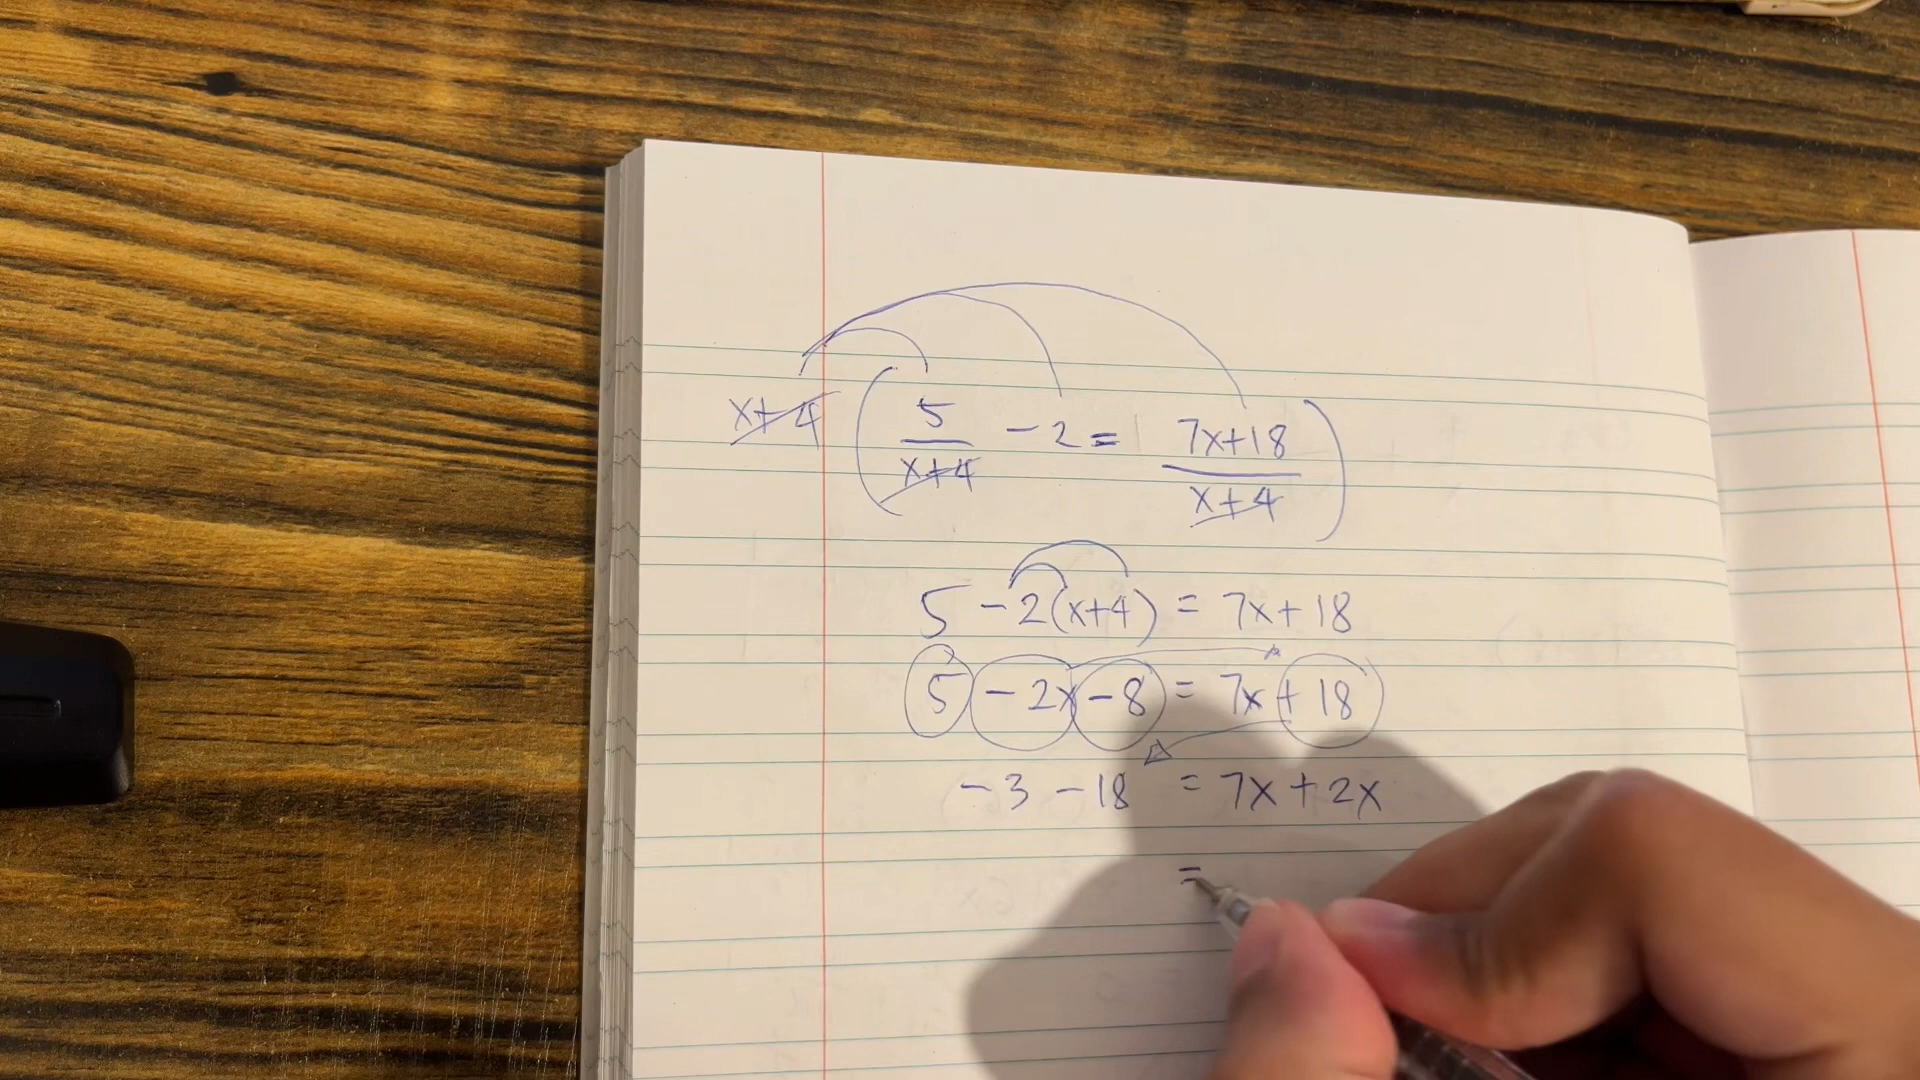 x+4 ( 5/x+4 - 2 = 7x+18/x+4 )
5 - 2(x+4) = 7x+18
5 - 2x - 8 = 7x + 18
-3 - 18 = 7x + 2x
=